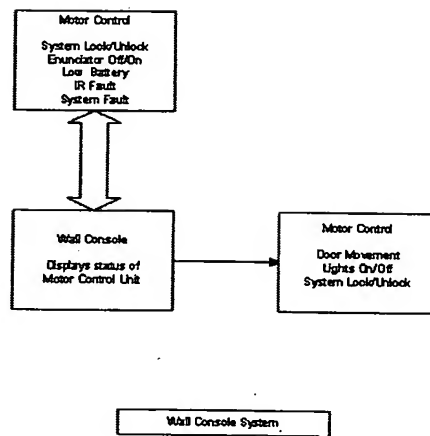 Motor Control
System Lock/Unlock
Enunciator Off/On
Low Battery
IR Fault
System Fault
Wall Console
Displays status of
Motor Control Unit
Motor Control
Door Movement
Lights On/Off
System Lock/Unlock
Wall Console System